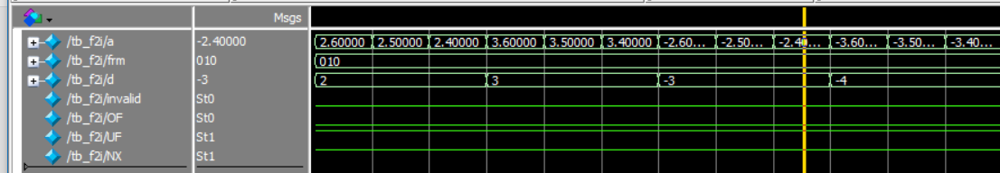 Msgs
/tb_f2i/a -2.40000 2.60000 2.50000 2.40000 3.60000 3.50000 3.40000 -2.60... -2.50... -2.40... -3.60... -3.50... -3.40...
/tb_f2i/frm 010 010
/tb_f2i/d -3 2 3 -3 -4
/tb_f2i/invalid St0
/tb_f2i/OF St0
/tb_f2i/UF St1
/tb_f2i/NX St1